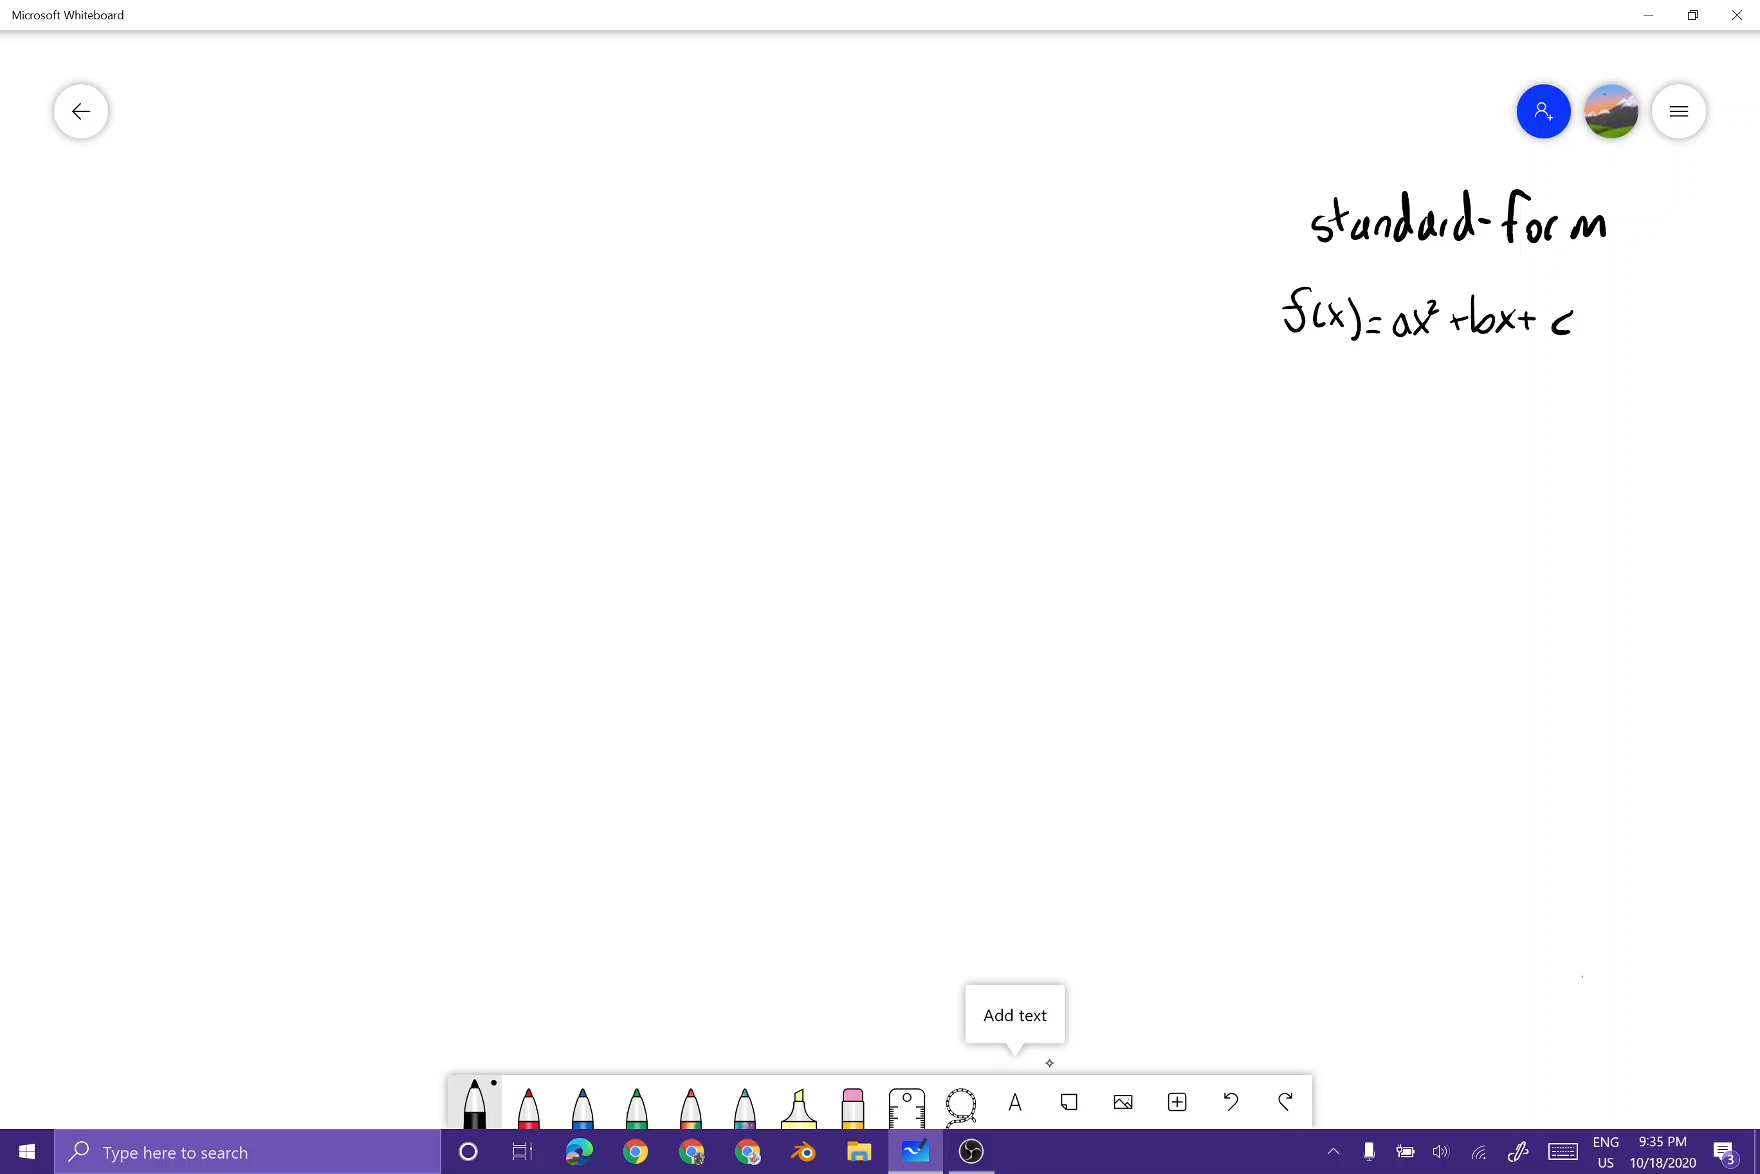 Microsoft Whiteboard
standard-form
f(x)=ax²+bx+c
Add text
A
Type here to search
ENG
US
9:35 PM
10/18/2020
3